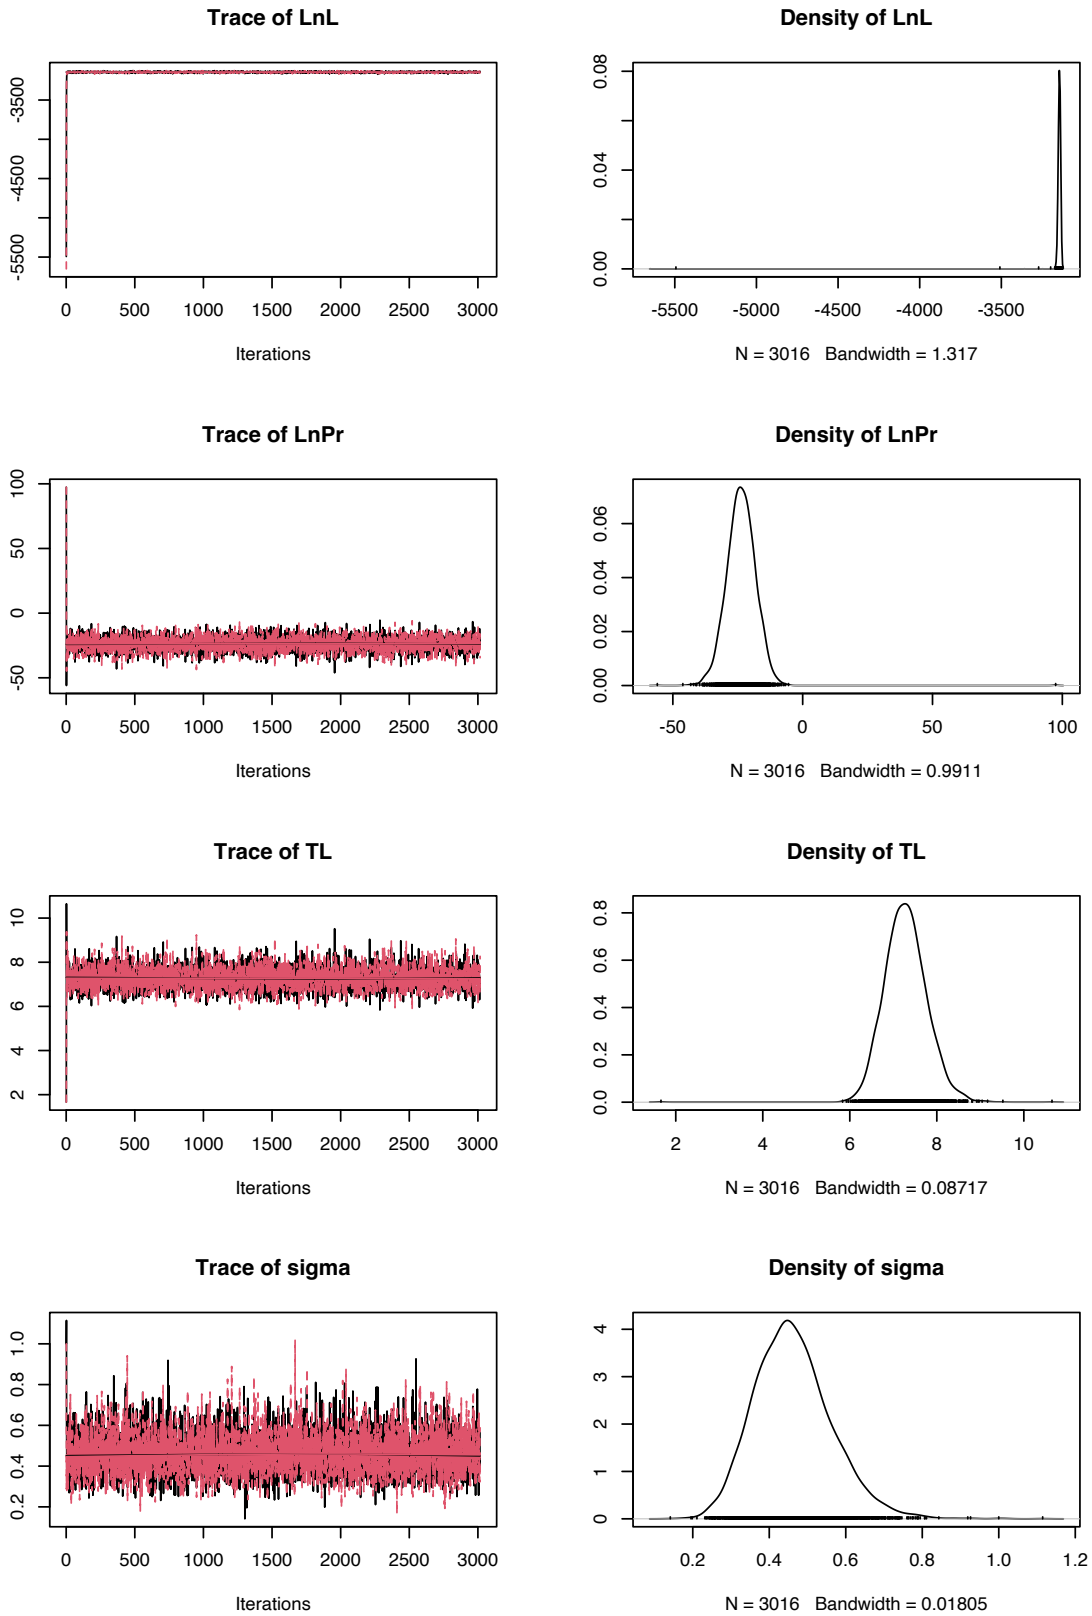 Trace of LnL
-5500 -4500 -3500
0 500 1000 1500 2000 2500 3000
Iterations
Density of LnL
0.00 0.04 0.08
-5500 -5000 -4500 -4000 -3500
N = 3016 Bandwidth = 1.317
Trace of LnPr
-50 0 50 100
0 500 1000 1500 2000 2500 3000
Iterations
Density of LnPr
0.00 0.02 0.04 0.06
-50 0 50 100
N = 3016 Bandwidth = 0.9911
Trace of TL
2 4 6 8 10
0 500 1000 1500 2000 2500 3000
Iterations
Density of TL
0.0 0.2 0.4 0.6 0.8
2 4 6 8 10
N = 3016 Bandwidth = 0.08717
Trace of sigma
0.2 0.4 0.6 0.8 1.0
0 500 1000 1500 2000 2500 3000
Iterations
Density of sigma
0 1 2 3 4
0.2 0.4 0.6 0.8 1.0 1.2
N = 3016 Bandwidth = 0.01805